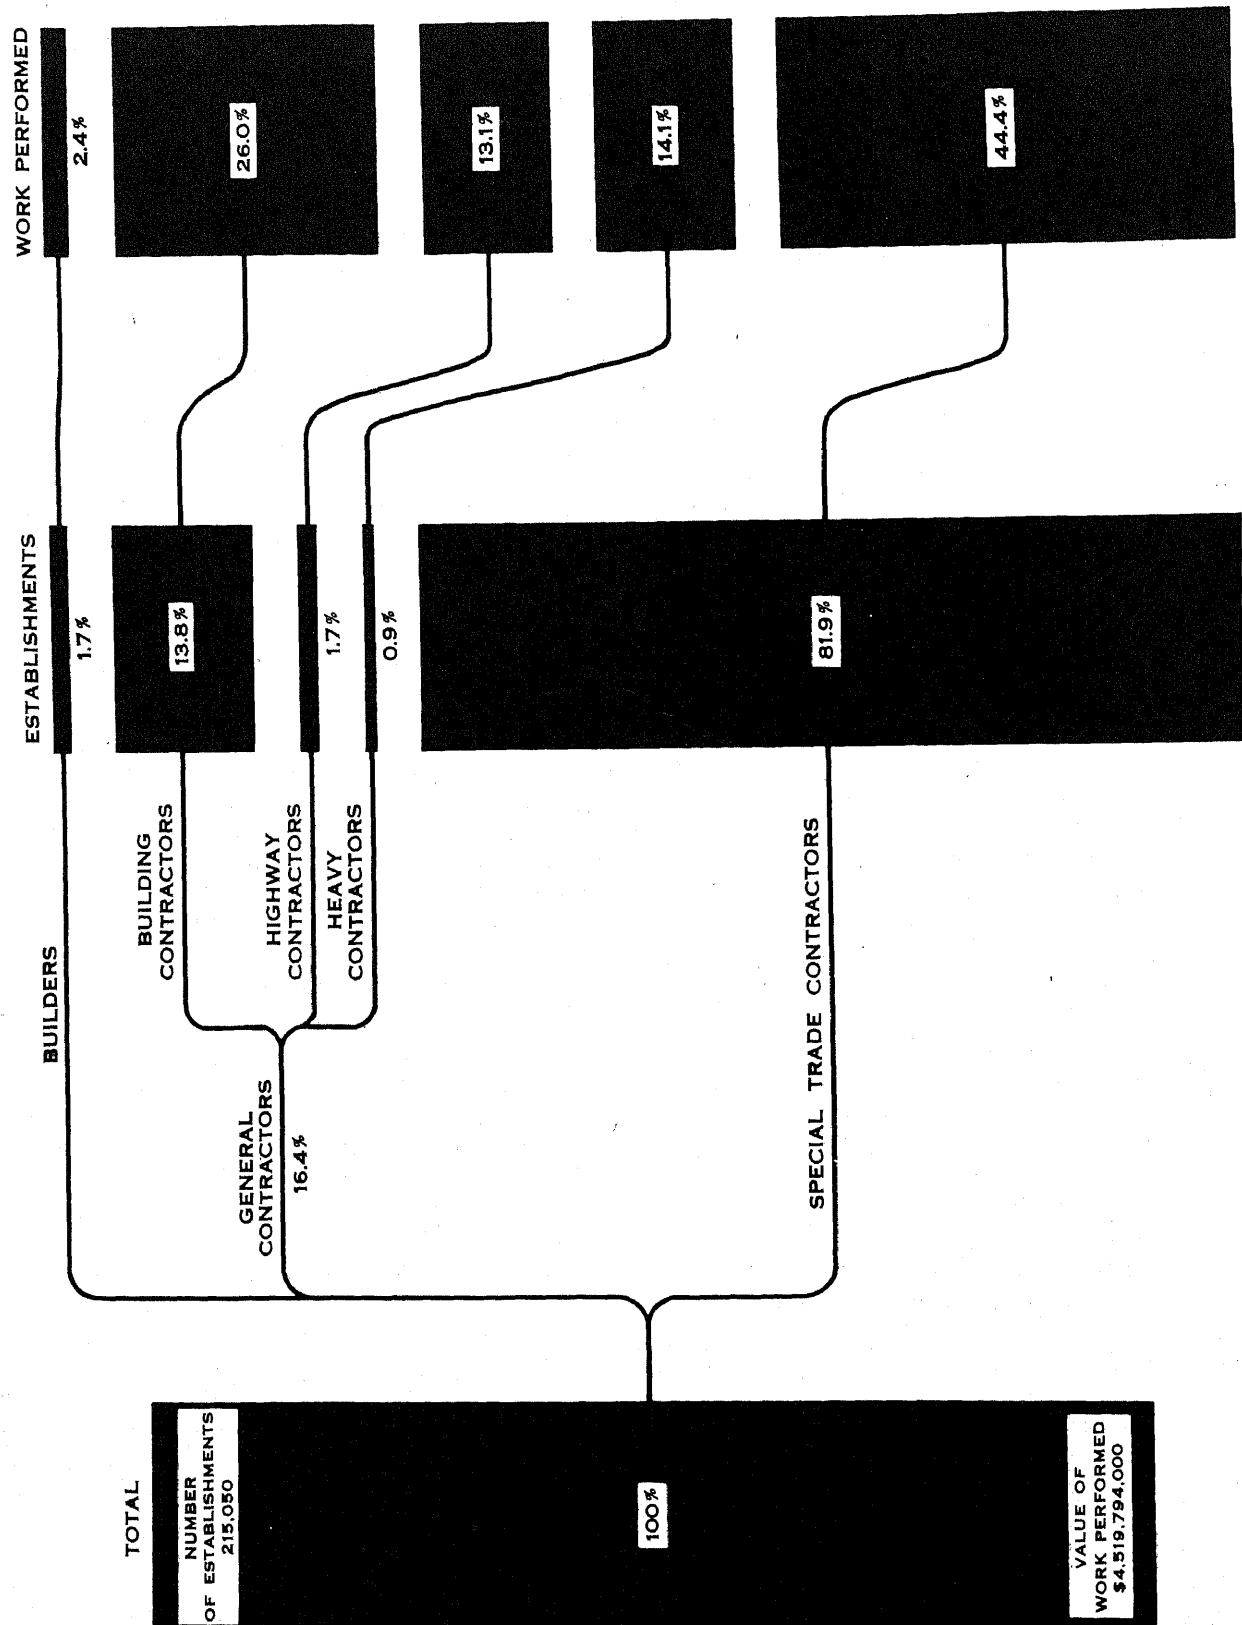 TOTAL
NUMBER
OF ESTABLISHMENTS
215,050
100%
VALUE OF
WORK PERFORMED
$4,519,794,000
BUILDERS
GENERAL
CONTRACTORS
16.4%
BUILDING
CONTRACTORS
HIGHWAY
CONTRACTORS
HEAVY
CONTRACTORS
SPECIAL TRADE CONTRACTORS
ESTABLISHMENTS
1.7%
13.8%
1.7%
0.9%
81.9%
WORK PERFORMED
2.4%
26.0%
13.1%
14.1%
44.4%